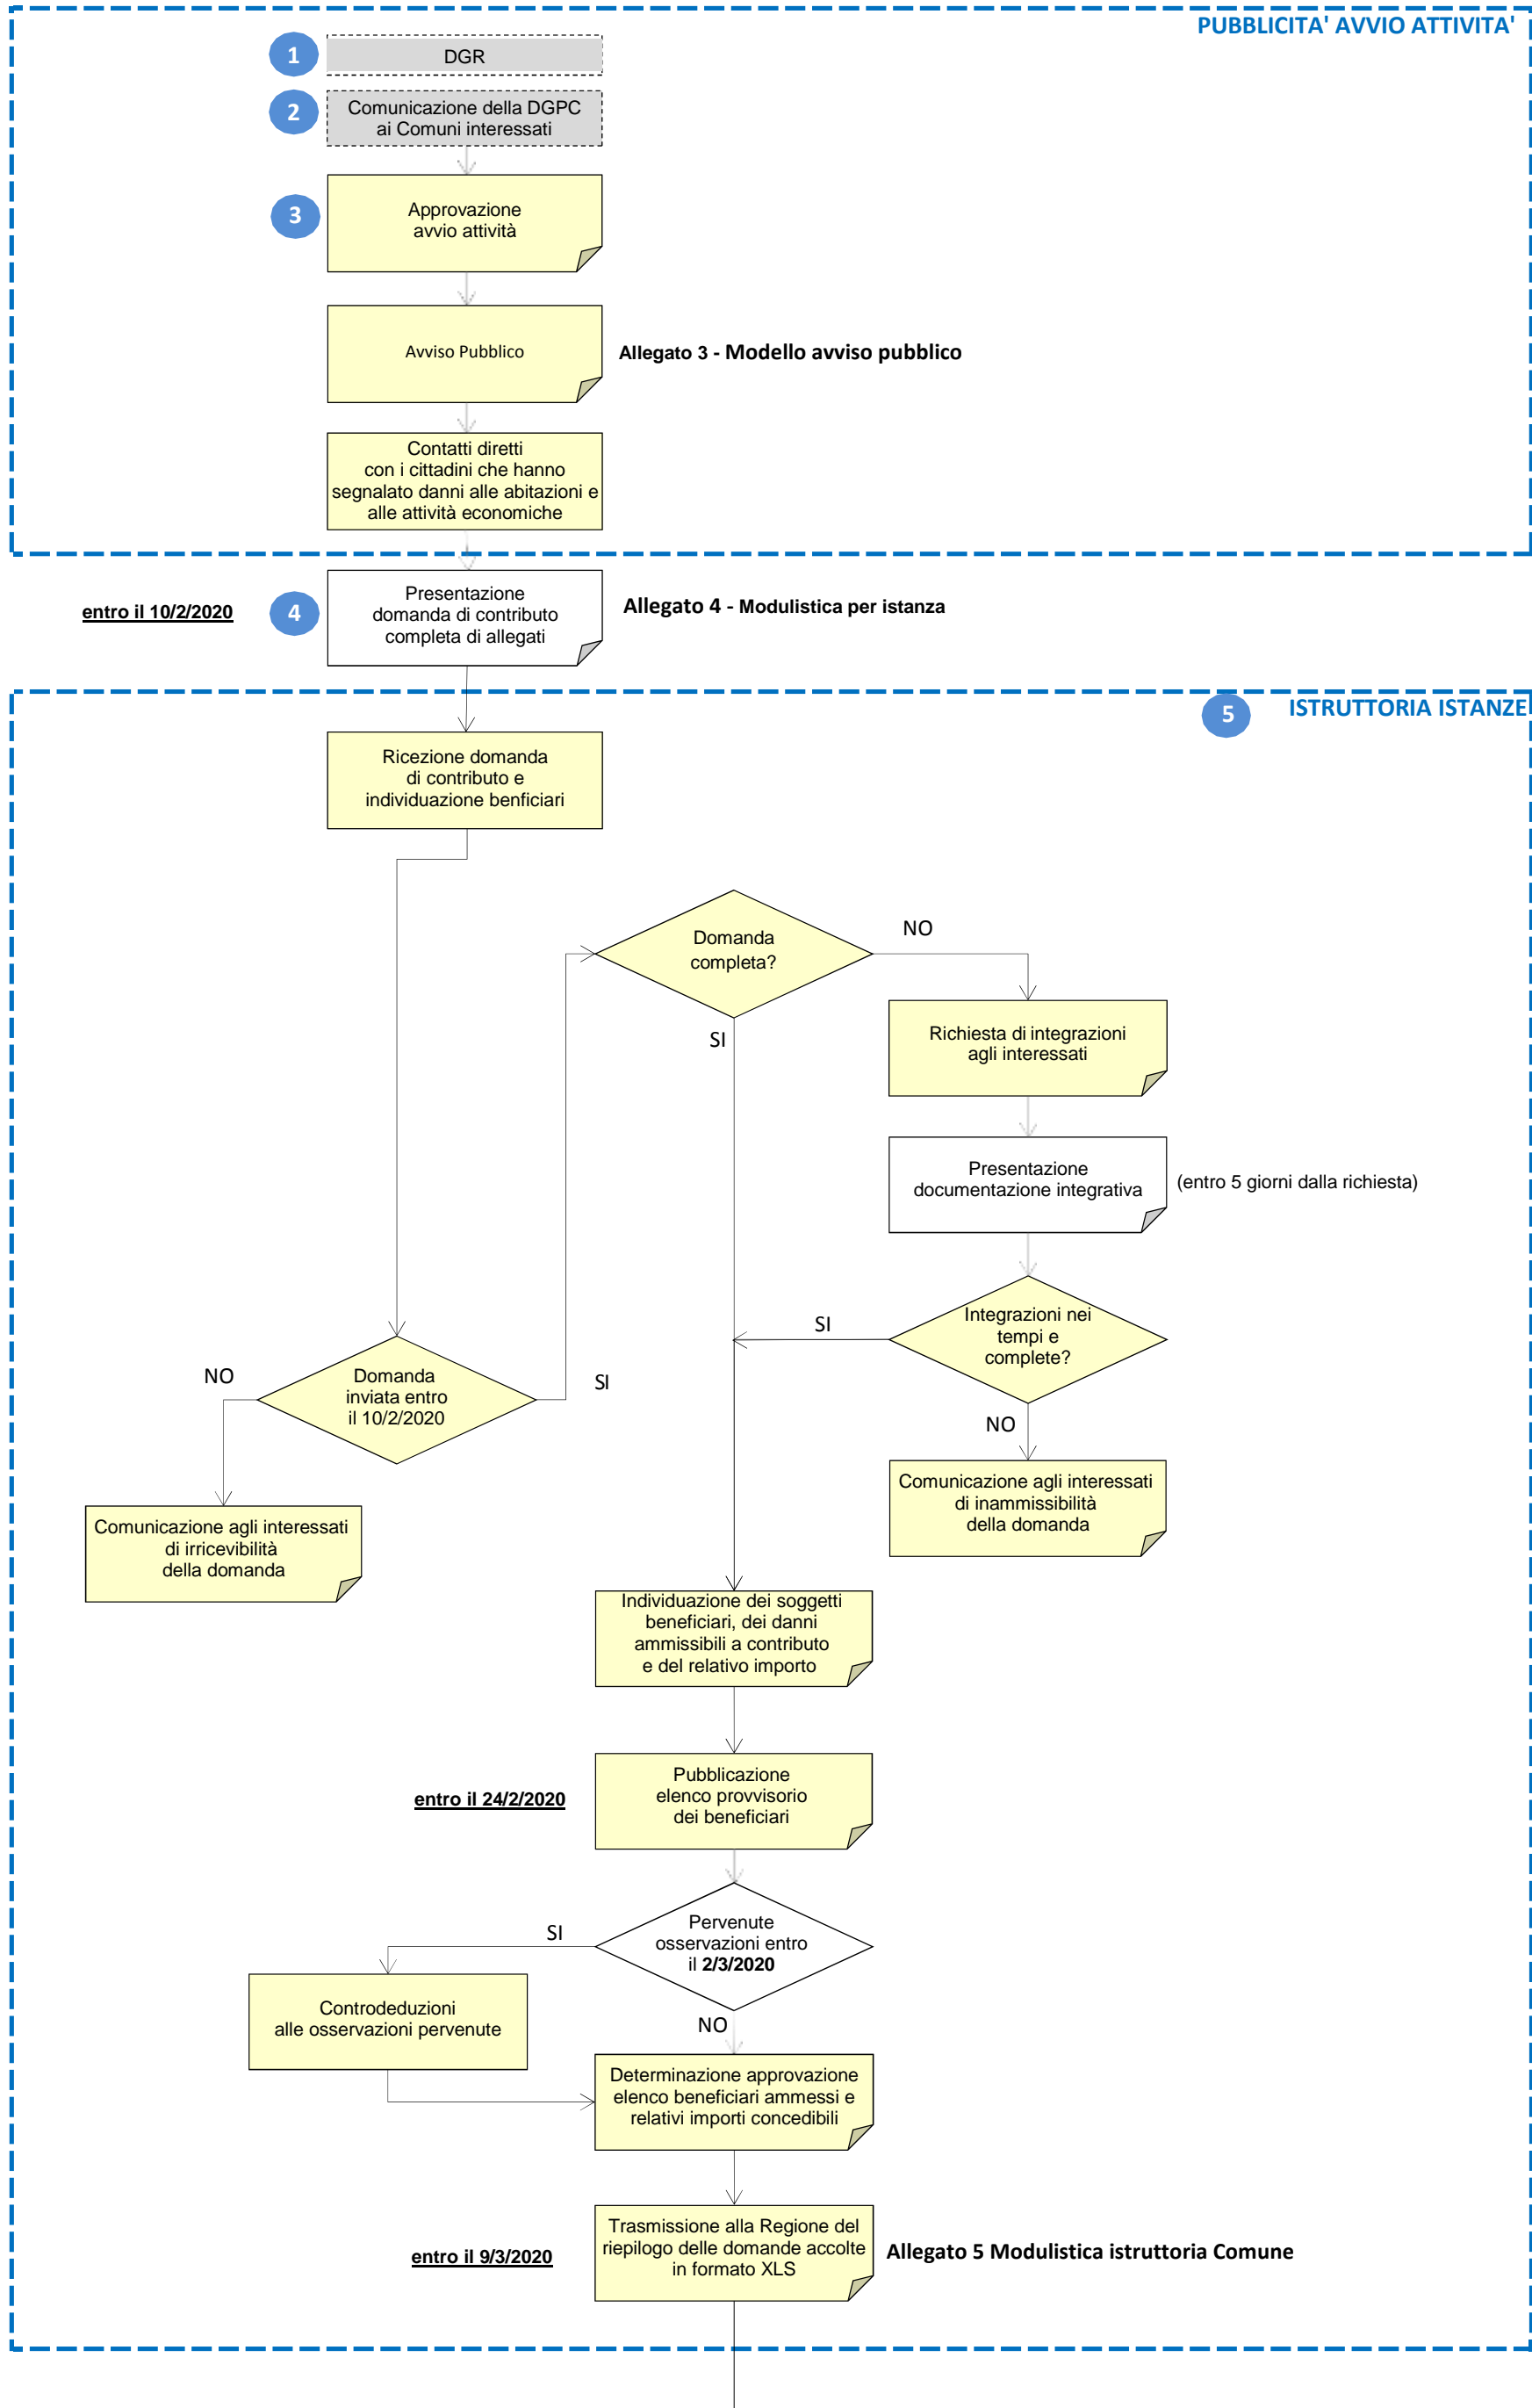 PUBBLICITA' AVVIO ATTIVITA'
1
DGR
2
Comunicazione della DGPC
ai Comuni interessati
3
Approvazione
avvio attività
Avviso Pubblico
Allegato 3 - Modello avviso pubblico
Contatti diretti
con i cittadini che hanno
segnalato danni alle abitazioni e
alle attività economiche
entro il 10/2/2020
4
Presentazione
domanda di contributo
completa di allegati
Allegato 4 - Modulistica per istanza
5
ISTRUTTORIA ISTANZE
Ricezione domanda
di contributo e
individuazione benficiari
Domanda
completa?
NO
SI
Richiesta di integrazioni
agli interessati
Presentazione
documentazione integrativa
(entro 5 giorni dalla richiesta)
Integrazioni nei
tempi e
complete?
SI
NO
Domanda
inviata entro
il 10/2/2020
NO
SI
Comunicazione agli interessati
di inammissibilità
della domanda
Comunicazione agli interessati
di irricevibilità
della domanda
Individuazione dei soggetti
beneficiari, dei danni
ammissibili a contributo
e del relativo importo
entro il 24/2/2020
Pubblicazione
elenco provvisorio
dei beneficiari
Pervenute
osservazioni entro
il 2/3/2020
SI
NO
Controdeduzioni
alle osservazioni pervenute
Determinazione approvazione
elenco beneficiari ammessi e
relativi importi concedibili
entro il 9/3/2020
Trasmissione alla Regione del
riepilogo delle domande accolte
in formato XLS
Allegato 5 Modulistica istruttoria Comune